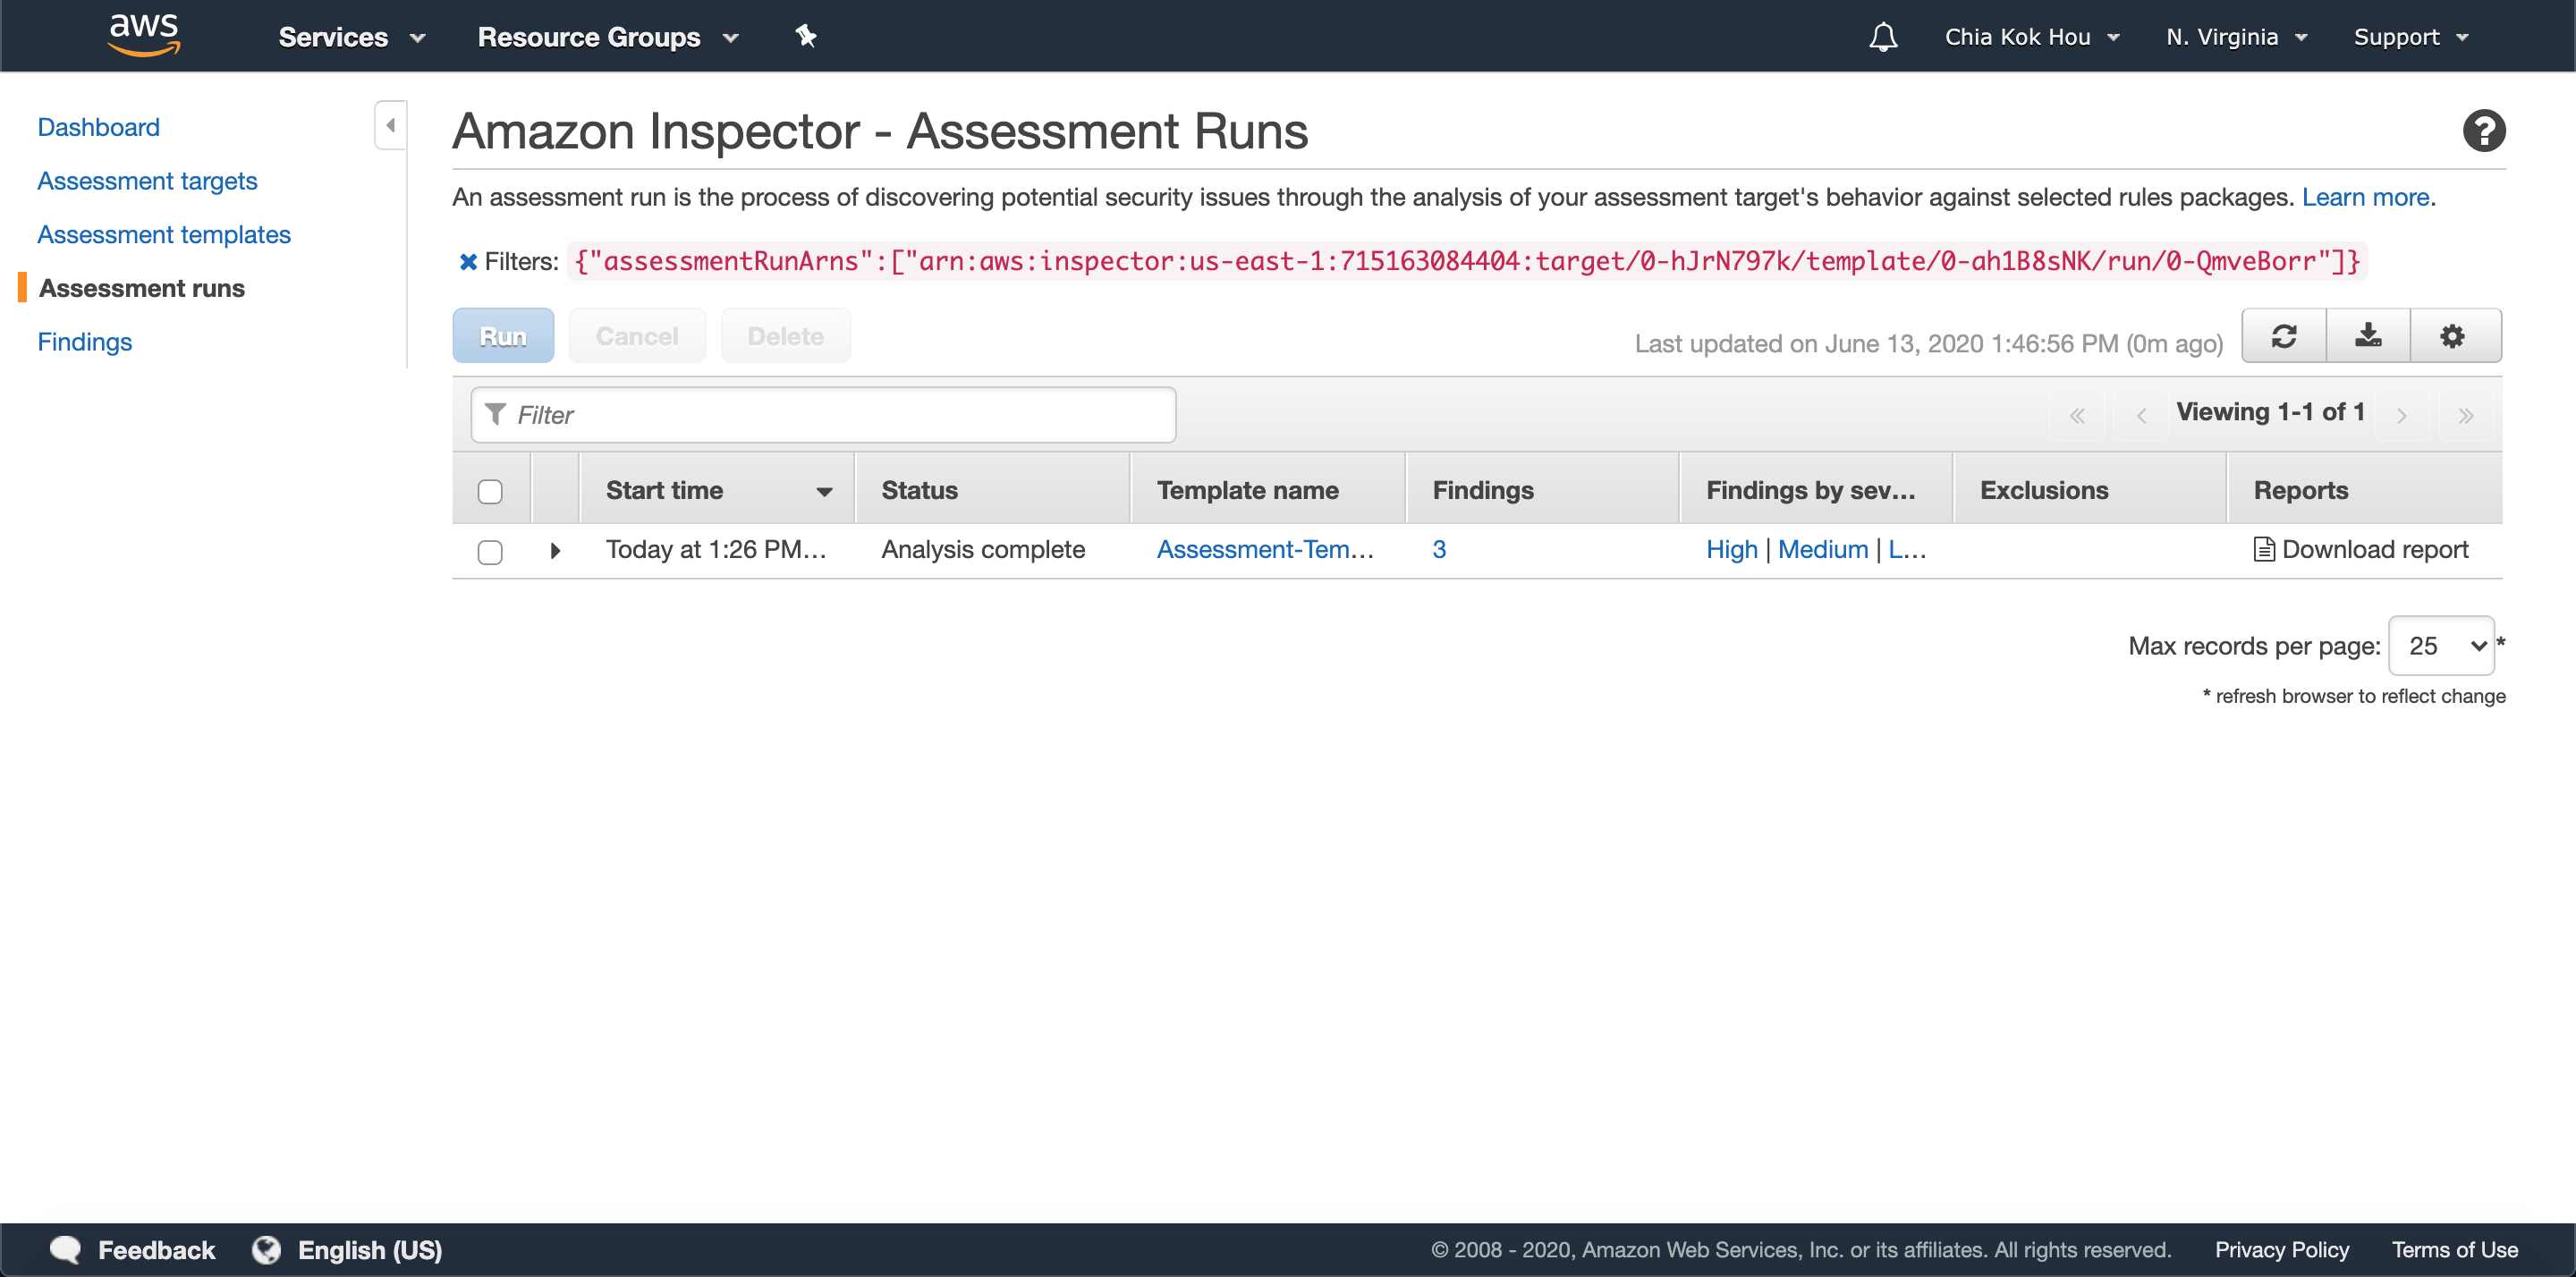 aws Services Resource Groups Chia Kok Hou N. Virginia Support
Dashboard
Assessment targets
Assessment templates
Assessment runs
Findings
Amazon Inspector - Assessment Runs
An assessment run is the process of discovering potential security issues through the analysis of your assessment target's behavior against selected rules packages. Learn more.
Filters: {"assessmentRunArns":["arn:aws:inspector:us-east-1:715163084404:target/0-hJrN797k/template/0-ah1B8sNK/run/0-QmveBorr"]}
Run Cancel Delete Last updated on June 13, 2020 1:46:56 PM (0m ago)
Filter « ‹ Viewing 1-1 of 1 › »
Start time Status Template name Findings Findings by sev... Exclusions Reports
Today at 1:26 PM... Analysis complete Assessment-Tem... 3 High | Medium | L... Download report
Max records per page: 25 *
* refresh browser to reflect change
Feedback English (US) © 2008 - 2020, Amazon Web Services, Inc. or its affiliates. All rights reserved. Privacy Policy Terms of Use